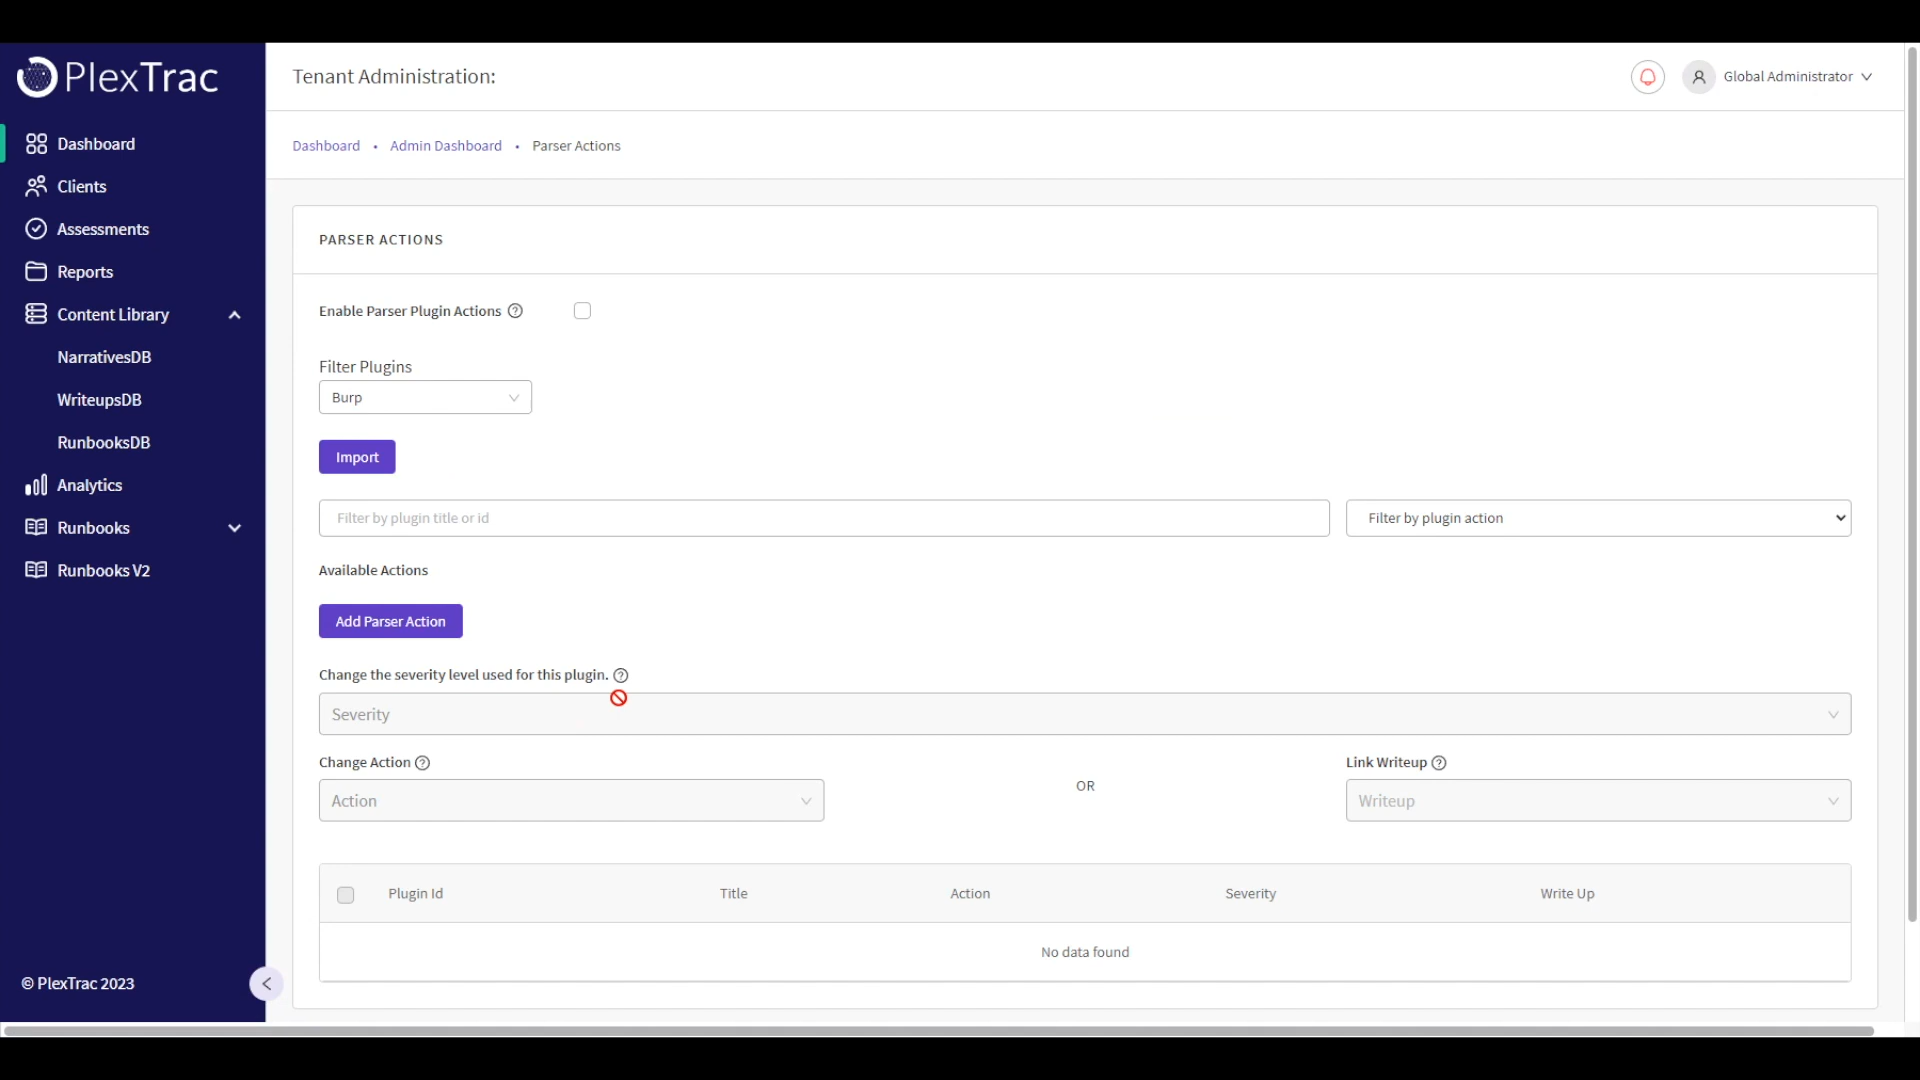 PlexTrac
Tenant Administration:
Global Administrator
Dashboard
Clients
Assessments
Reports
Content Library
NarrativesDB
WriteupsDB
RunbooksDB
Analytics
Runbooks
Runbooks V2
© PlexTrac 2023
Dashboard • Admin Dashboard • Parser Actions
PARSER ACTIONS
Enable Parser Plugin Actions ?
Filter Plugins
Burp
Import
Filter by plugin title or id
Filter by plugin action
Available Actions
Add Parser Action
Change the severity level used for this plugin. ?
Severity
Change Action ?
Action
OR
Link Writeup ?
Writeup
Plugin Id Title Action Severity Write Up
No data found